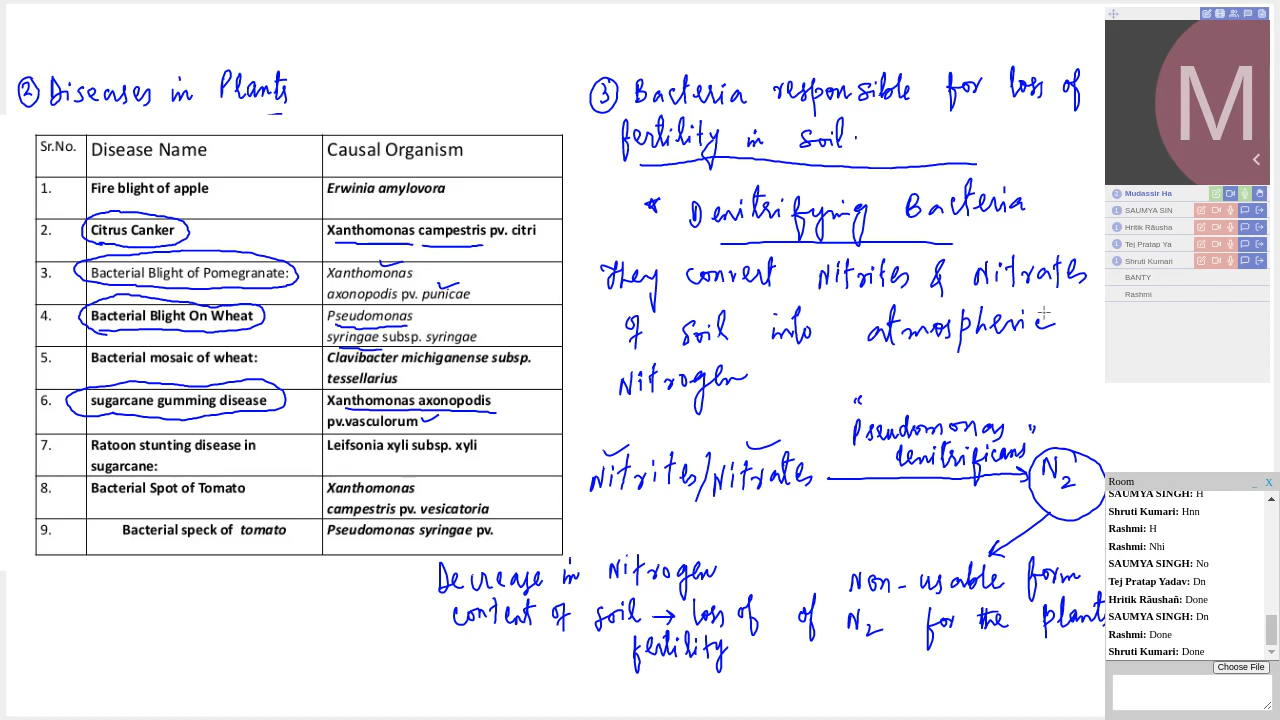 ② Diseases in Plants
Sr.No. Disease Name Causal Organism
1. Fire blight of apple Erwinia amylovora
2. Citrus Canker Xanthomonas campestris pv. citri
3. Bacterial Blight of Pomegranate: Xanthomonas
axonopodis pv. punicae
4. Bacterial Blight On Wheat Pseudomonas
syringae subsp. syringae
5. Bacterial mosaic of wheat: Clavibacter michiganense subsp.
tessellarius
6. sugarcane gumming disease Xanthomonas axonopodis
pv.vasculorum
7. Ratoon stunting disease in Leifsonia xyli subsp. xyli
sugarcane:
8. Bacterial Spot of Tomato Xanthomonas
campestris pv. vesicatoria
9. Bacterial speck of tomato Pseudomonas syringae pv.
③ Bacteria responsible for loss of
fertility in soil.
* Denitrifying Bacteria
They convert Nitrites & Nitrates
of soil into atmospheric
Nitrogen
"Pseudomonas
denitrificans"
Nitrites/Nitrates → N2
Non-usable form
of N2 for the plants
Decrease in Nitrogen
content of soil → loss of
fertility
M
2 Mudassir Ha
1 SAUMYA SIN
1 Hritik Râusha
1 Tej Pratap Ya
1 Shruti Kumari
BANTY
Rashmi
Room _ X
SAUMYA SINGH: H
Shruti Kumari: Hnn
Rashmi: H
Rashmi: Nhi
SAUMYA SINGH: No
Tej Pratap Yadav: Dn
Hritik Râushañ: Done
SAUMYA SINGH: Dn
Rashmi: Done
Shruti Kumari: Done
Choose File